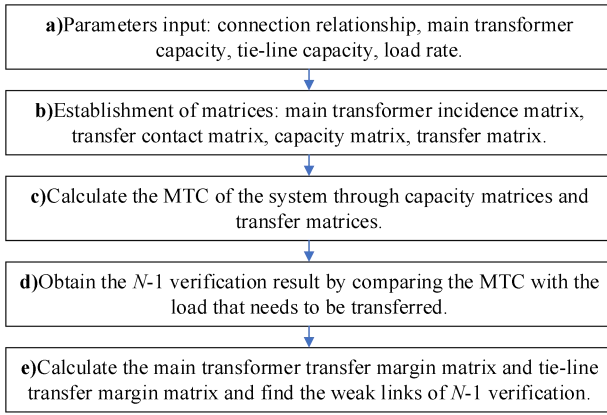 a)Parameters input: connection relationship, main transformer
capacity, tie-line capacity, load rate.
b)Establishment of matrices: main transformer incidence matrix,
transfer contact matrix, capacity matrix, transfer matrix.
c)Calculate the MTC of the system through capacity matrices and
transfer matrices.
d)Obtain the N-1 verification result by comparing the MTC with the
load that needs to be transferred.
e)Calculate the main transformer transfer margin matrix and tie-line
transfer margin matrix and find the weak links of N-1 verification.